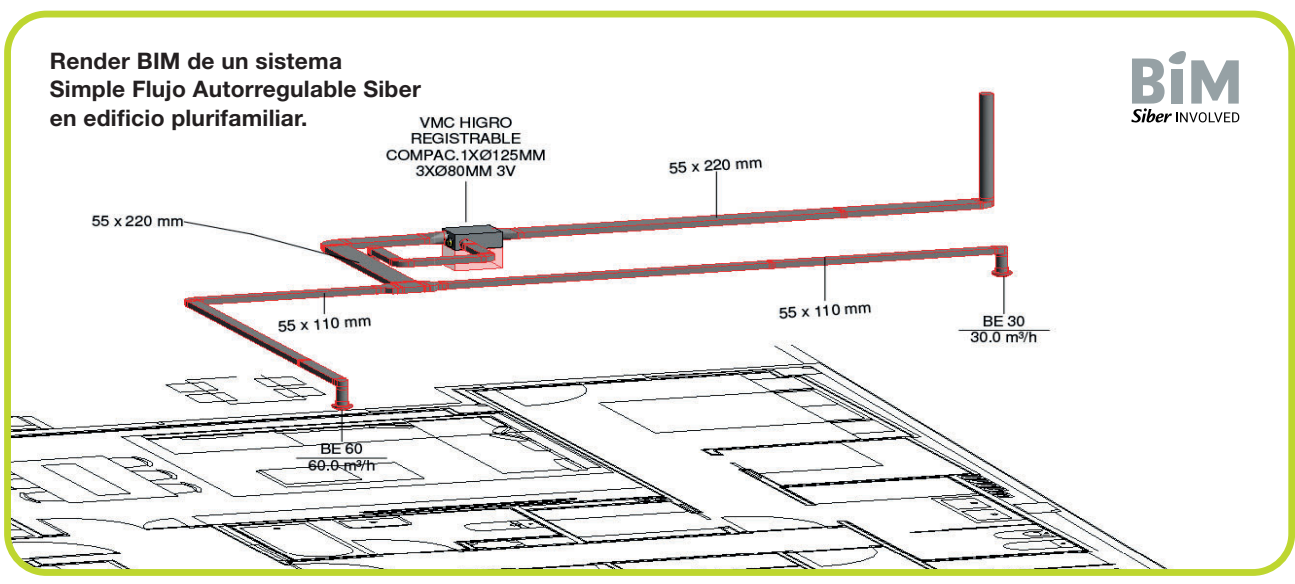 Render BIM de un sistema
Simple Flujo Autorregulable Siber
en edificio plurifamiliar.
BiM
Siber INVOLVED
VMC HIGRO
REGISTRABLE
COMPAC.1XØ125MM
3XØ80MM 3V
55 x 220 mm
55 x 220 mm
55 x 110 mm
55 x 110 mm
BE 30
30.0 m³/h
BE 60
60.0 m³/h